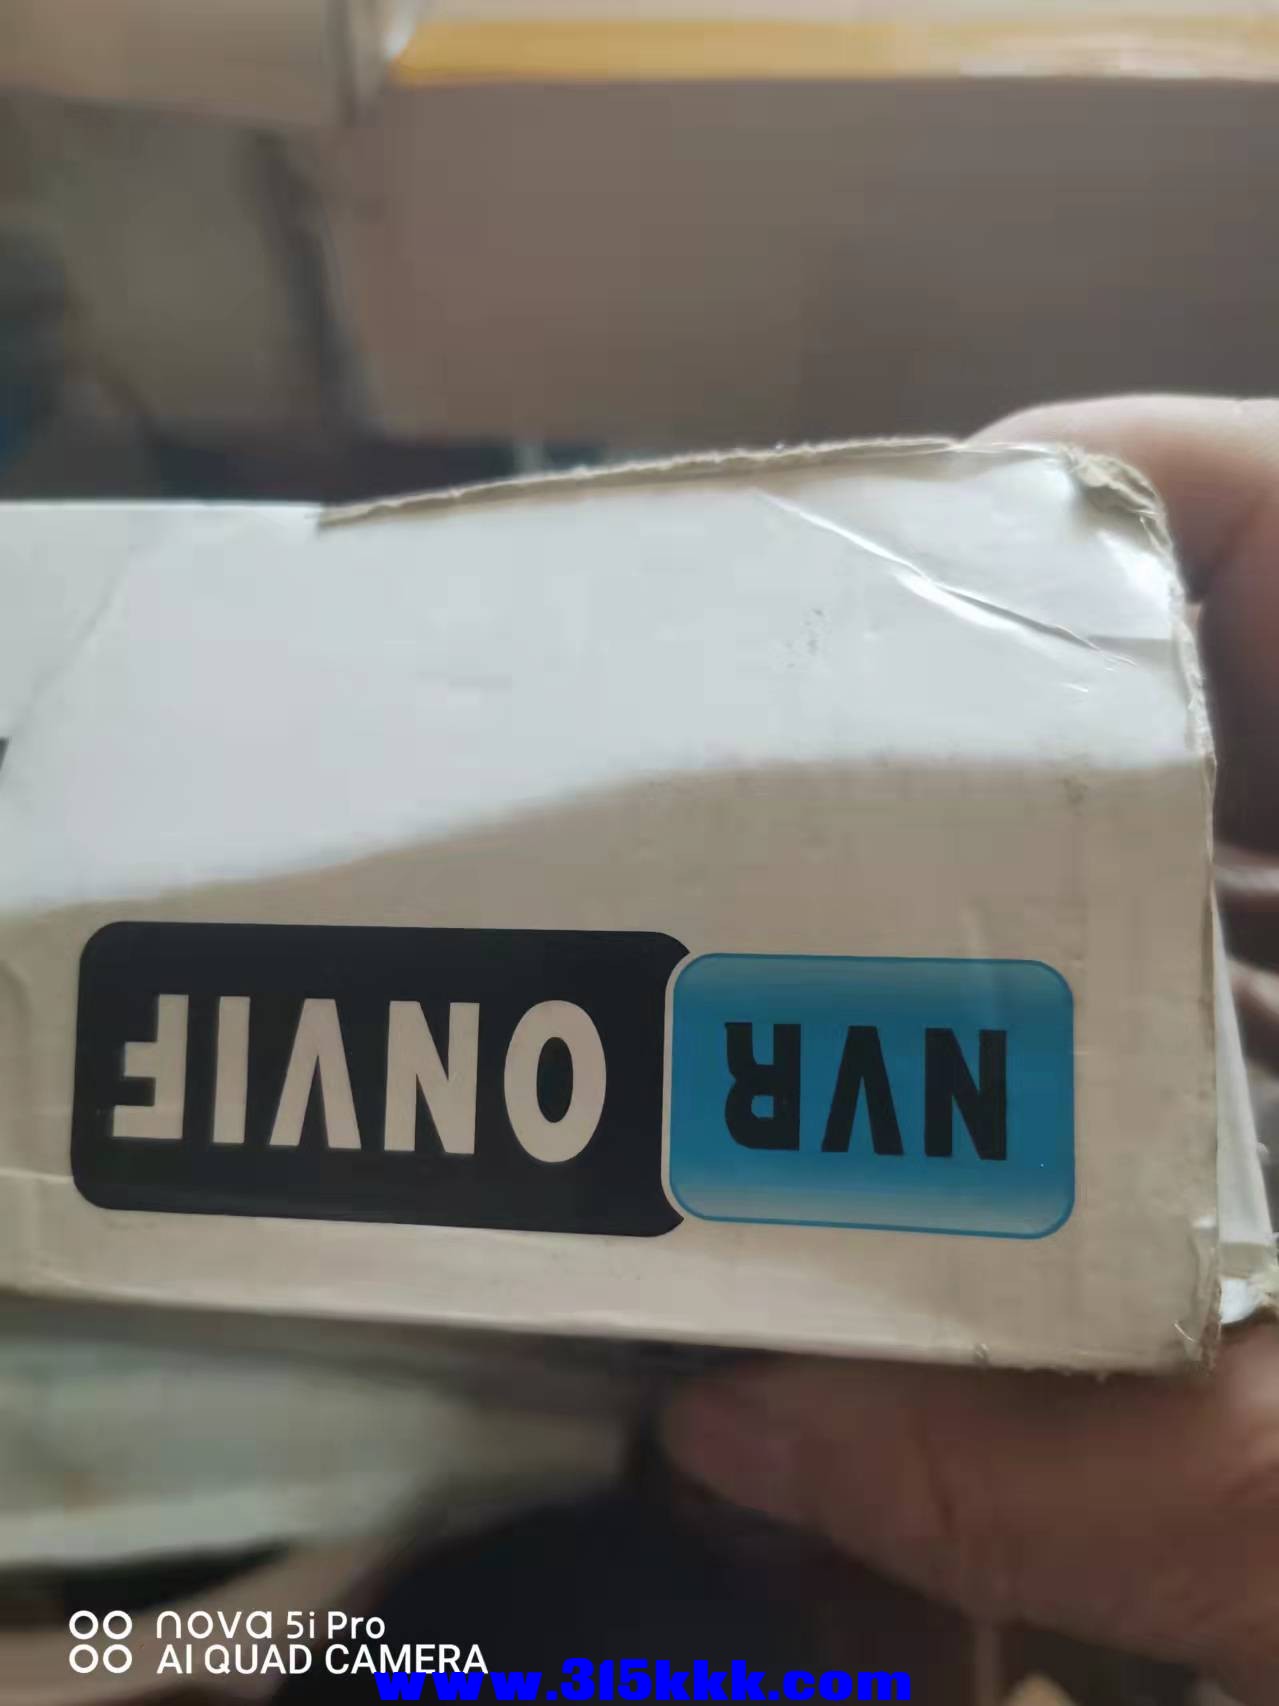 NVR ONVIF
nova 5i Pro
AI QUAD CAMERA
www.315kkk.com